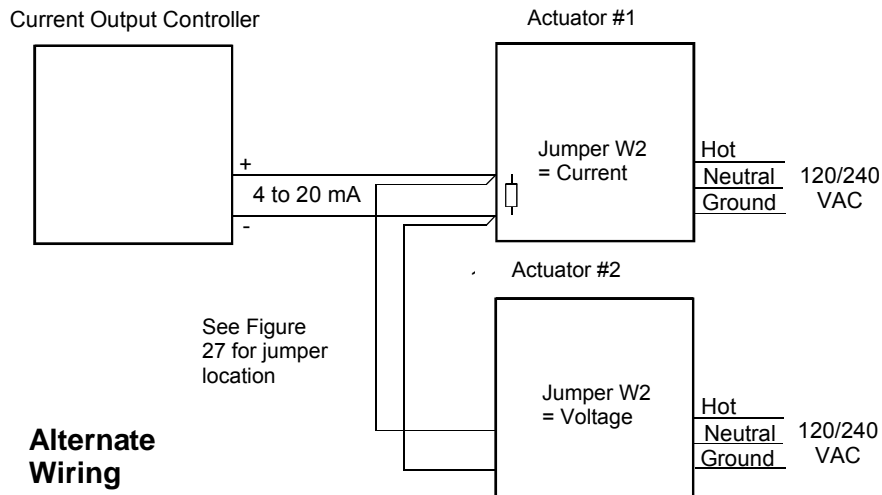 Current Output Controller
Actuator #1
+
4 to 20 mA
-
Jumper W2
= Current
Hot
Neutral
Ground
120/240
VAC
Actuator #2
See Figure
27 for jumper
location
Jumper W2
= Voltage
Hot
Neutral
Ground
120/240
VAC
Alternate
Wiring